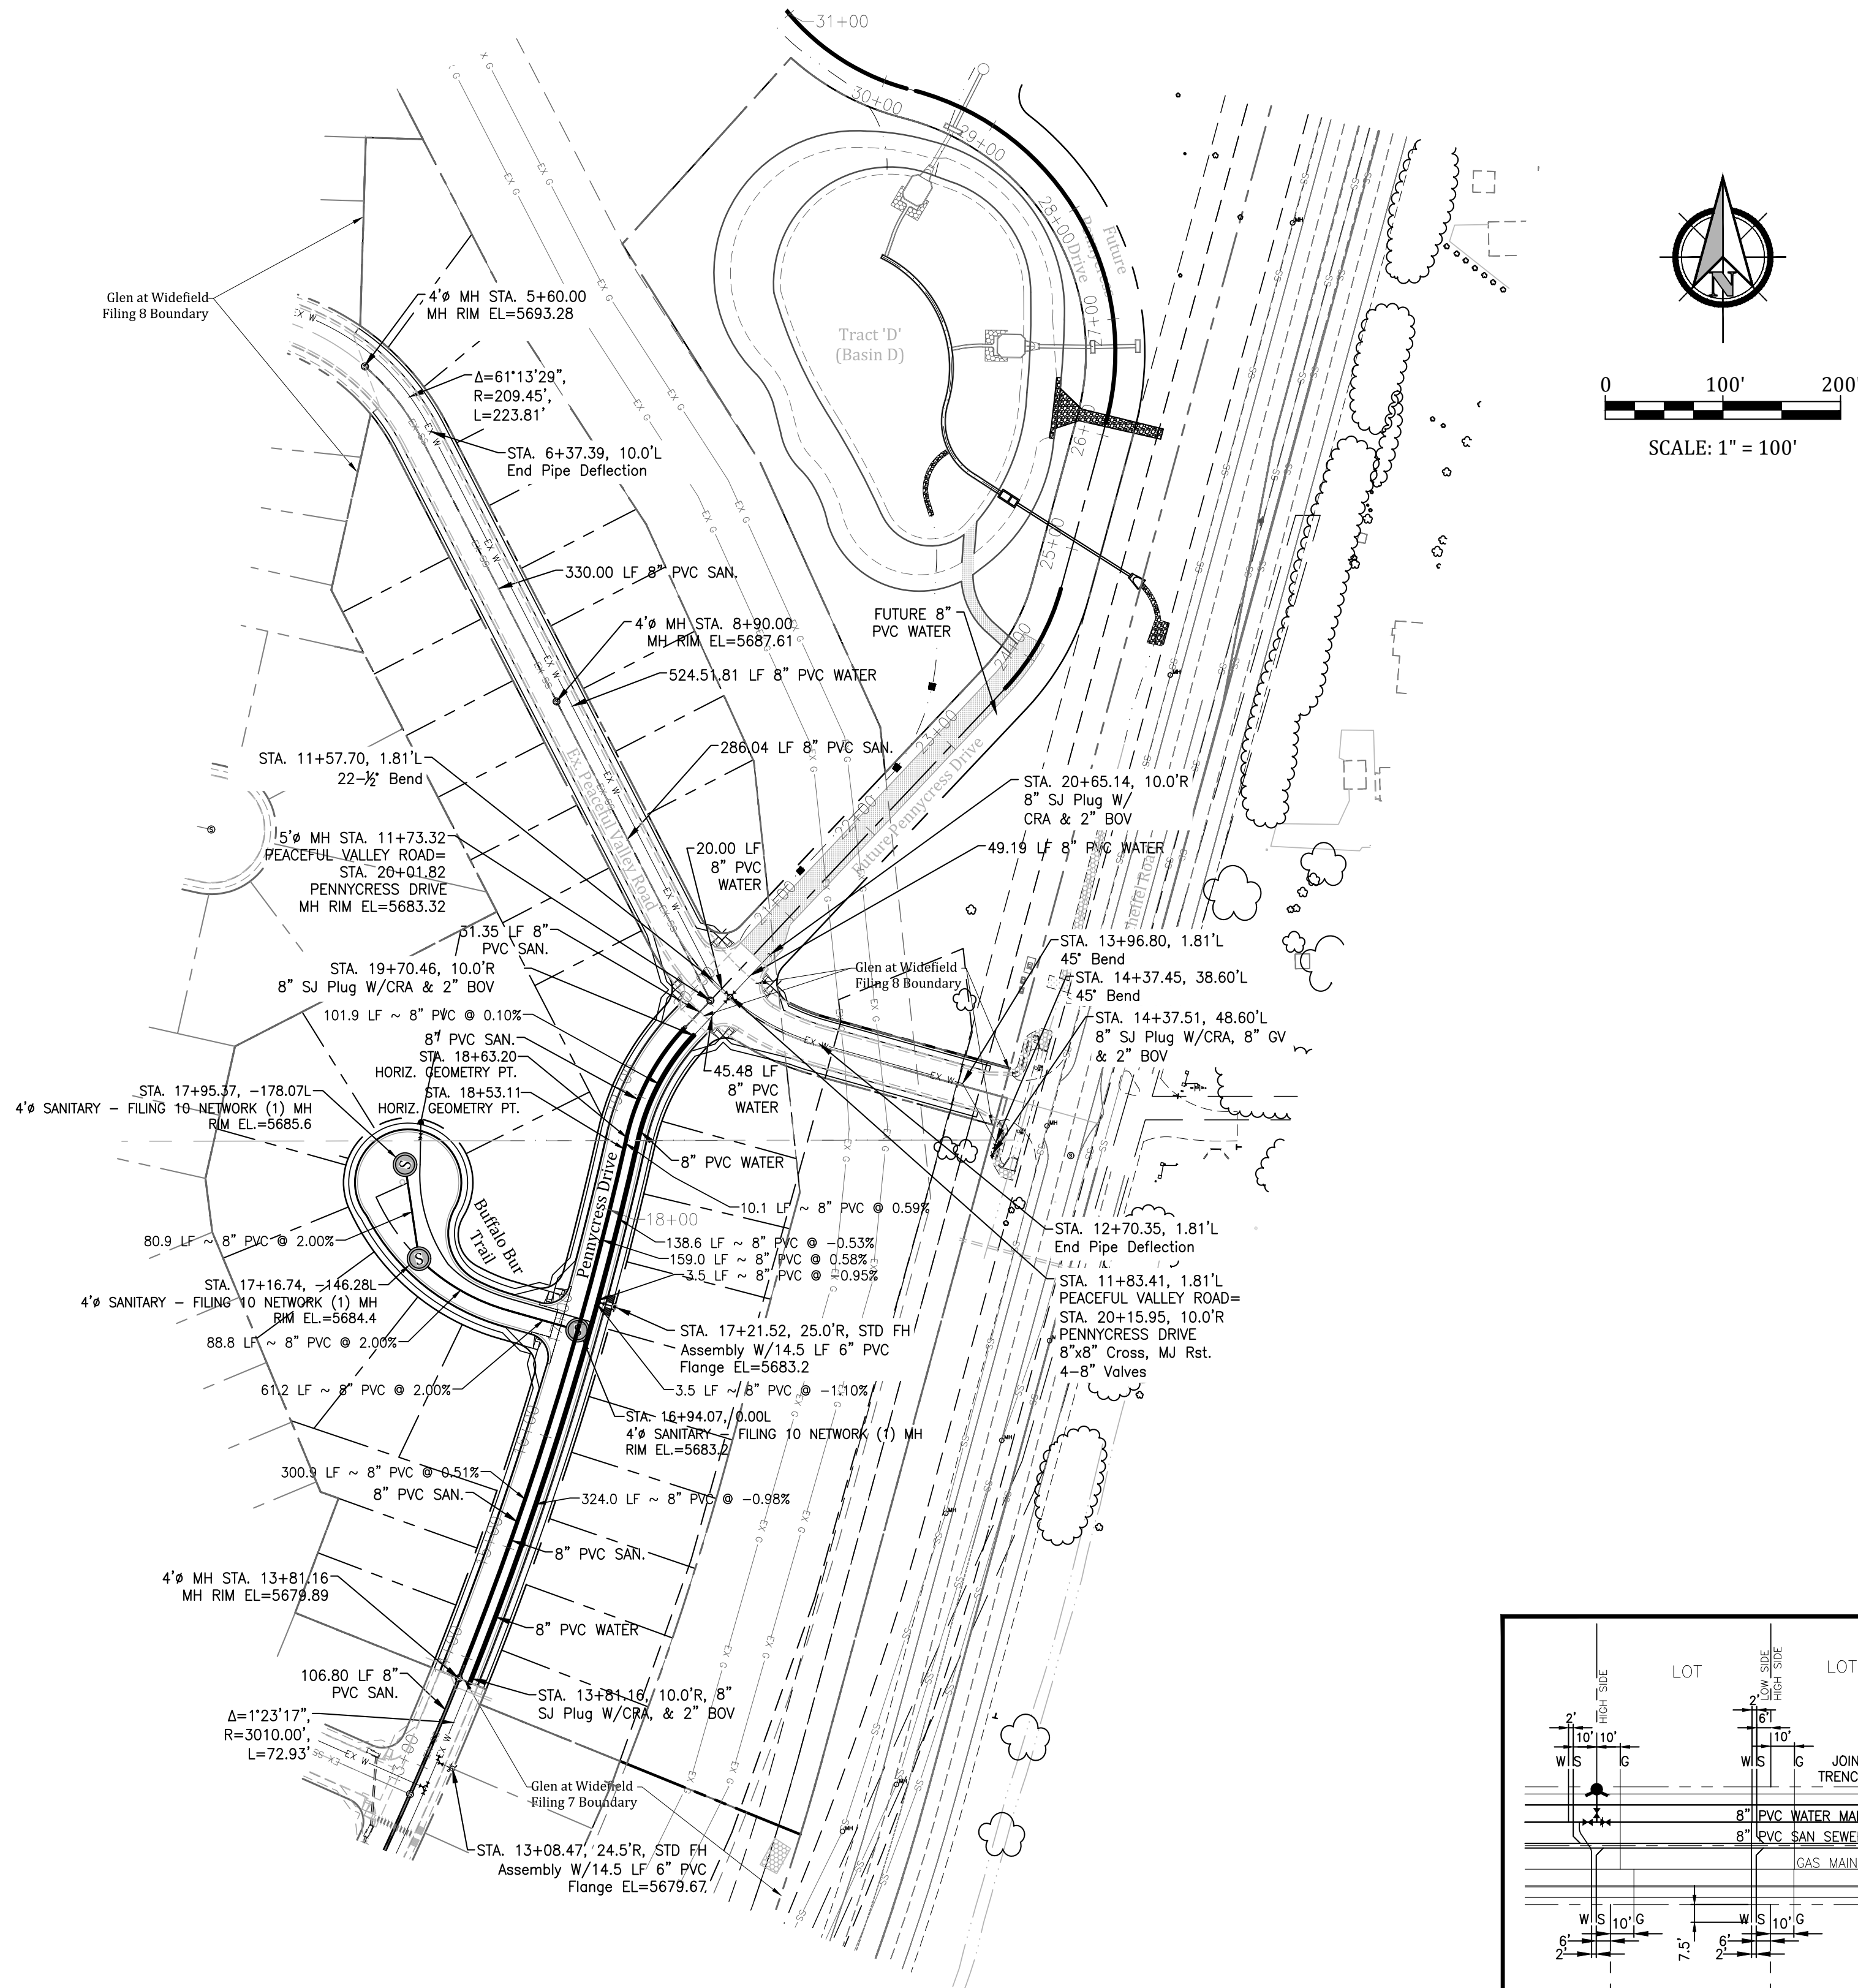 31+00
30+00
29+00
28+00
Future
Drive
27+00
Tract 'D'
(Basin D)
26+
25+00
24+00
23+00
22+00
21+00
Future Pennycress Drive
FUTURE 8"
PVC WATER
N
0 100' 200'
SCALE: 1" = 100'
Glen at Widefield
Filing 8 Boundary
4'ø MH STA. 5+60.00
MH RIM EL=5693.28
Δ=61°13'29",
R=209.45',
L=223.81'
STA. 6+37.39, 10.0'L
End Pipe Deflection
330.00 LF 8" PVC SAN.
4'ø MH STA. 8+90.00
MH RIM EL=5687.61
524.51.81 LF 8" PVC WATER
286.04 LF 8" PVC SAN.
Ex. Peaceful Valley Road
STA. 11+57.70, 1.81'L
22-½° Bend
5'ø MH STA. 11+73.32
PEACEFUL VALLEY ROAD=
STA. 20+01.82
PENNYCRESS DRIVE
MH RIM EL=5683.32
20.00 LF
8" PVC
WATER
STA. 20+65.14, 10.0'R
8" SJ Plug W/
CRA & 2" BOV
49.19 LF 8" PVC WATER
31.35 LF 8"
PVC SAN.
STA. 19+70.46, 10.0'R
8" SJ Plug W/CRA & 2" BOV
101.9 LF ~ 8" PVC @ 0.10%
8" PVC SAN.
STA. 18+63.20
HORIZ. GEOMETRY PT.
STA. 18+53.11
HORIZ. GEOMETRY PT.
Glen at Widefield
Filing 8 Boundary
STA. 13+96.80, 1.81'L
45° Bend
STA. 14+37.45, 38.60'L
45° Bend
STA. 14+37.51, 48.60'L
8" SJ Plug W/CRA, 8" GV
& 2" BOV
45.48 LF
8" PVC
WATER
STA. 17+95.37, -178.07L
4'ø SANITARY - FILING 10 NETWORK (1) MH
RIM EL.=5685.6
8" PVC WATER
Pennycress Drive
Buffalo Bur
Trail
18+00
10.1 LF ~ 8" PVC @ 0.59%
138.6 LF ~ 8" PVC @ -0.53%
159.0 LF ~ 8" PVC @ 0.58%
3.5 LF ~ 8" PVC @ -0.95%
STA. 12+70.35, 1.81'L
End Pipe Deflection
80.9 LF ~ 8" PVC @ 2.00%
STA. 17+16.74, -146.28L
4'ø SANITARY - FILING 10 NETWORK (1) MH
RIM EL.=5684.4
88.8 LF ~ 8" PVC @ 2.00%
61.2 LF ~ 8" PVC @ 2.00%
STA. 11+83.41, 1.81'L
PEACEFUL VALLEY ROAD=
STA. 20+15.95, 10.0'R
PENNYCRESS DRIVE
8"x8" Cross, MJ Rst.
4-8" Valves
STA. 17+21.52, 25.0'R, STD FH
Assembly W/14.5 LF 6" PVC
Flange EL=5683.2
3.5 LF ~ 8" PVC @ -1.10%
STA. 16+94.07, 0.00L
4'ø SANITARY - FILING 10 NETWORK (1) MH
RIM EL.=5683.2
300.9 LF ~ 8" PVC @ 0.51%
8" PVC SAN.
324.0 LF ~ 8" PVC @ -0.98%
8" PVC SAN.
4'ø MH STA. 13+81.16
MH RIM EL=5679.89
8" PVC WATER
106.80 LF 8"
PVC SAN.
STA. 13+81.16, 10.0'R, 8"
SJ Plug W/CRA, & 2" BOV
Δ=1°23'17",
R=3010.00',
L=72.93'
13+00
Glen at Widefield
Filing 7 Boundary
STA. 13+08.47, 24.5'R, STD FH
Assembly W/14.5 LF 6" PVC
Flange EL=5679.67
HIGH SIDE
LOT
LOW SIDE
HIGH SIDE
LOT
2' 10' 10'
2' 6' 10'
W S G
W S G
JOIN
TRENC
8" PVC WATER MAI
8" PVC SAN SEWE
GAS MAIN
W S 10' G
6'
2'
7.5'
W S 10' G
6'
2'